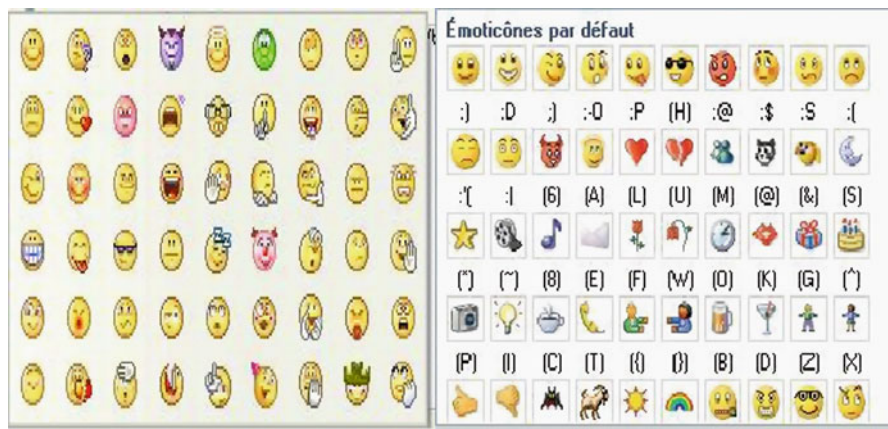 Émoticônes par défaut
:) :D ;) :-O :P (H) :@ :$ :S :(
:'( :| (6) (A) (L) (U) (M) (@) (&) (S)
(*) (~) (8) (E) (F) (W) (O) (K) (G) (^)
(P) (I) (C) (T) ({) (}) (B) (D) (Z) (X)